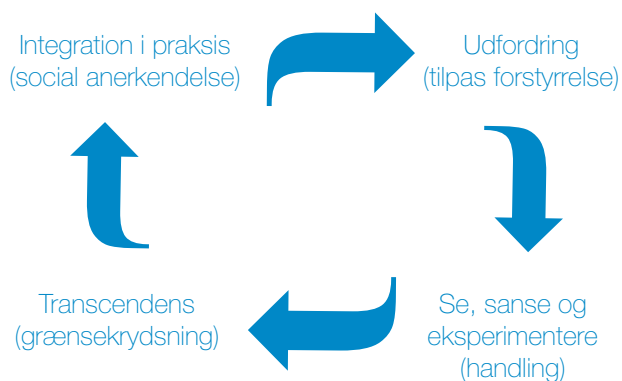 Integration i praksis
(social anerkendelse)
Udfordring
(tilpas forstyrrelse)
Se, sanse og
eksperimentere
(handling)
Transcendens
(grænsekrydsning)